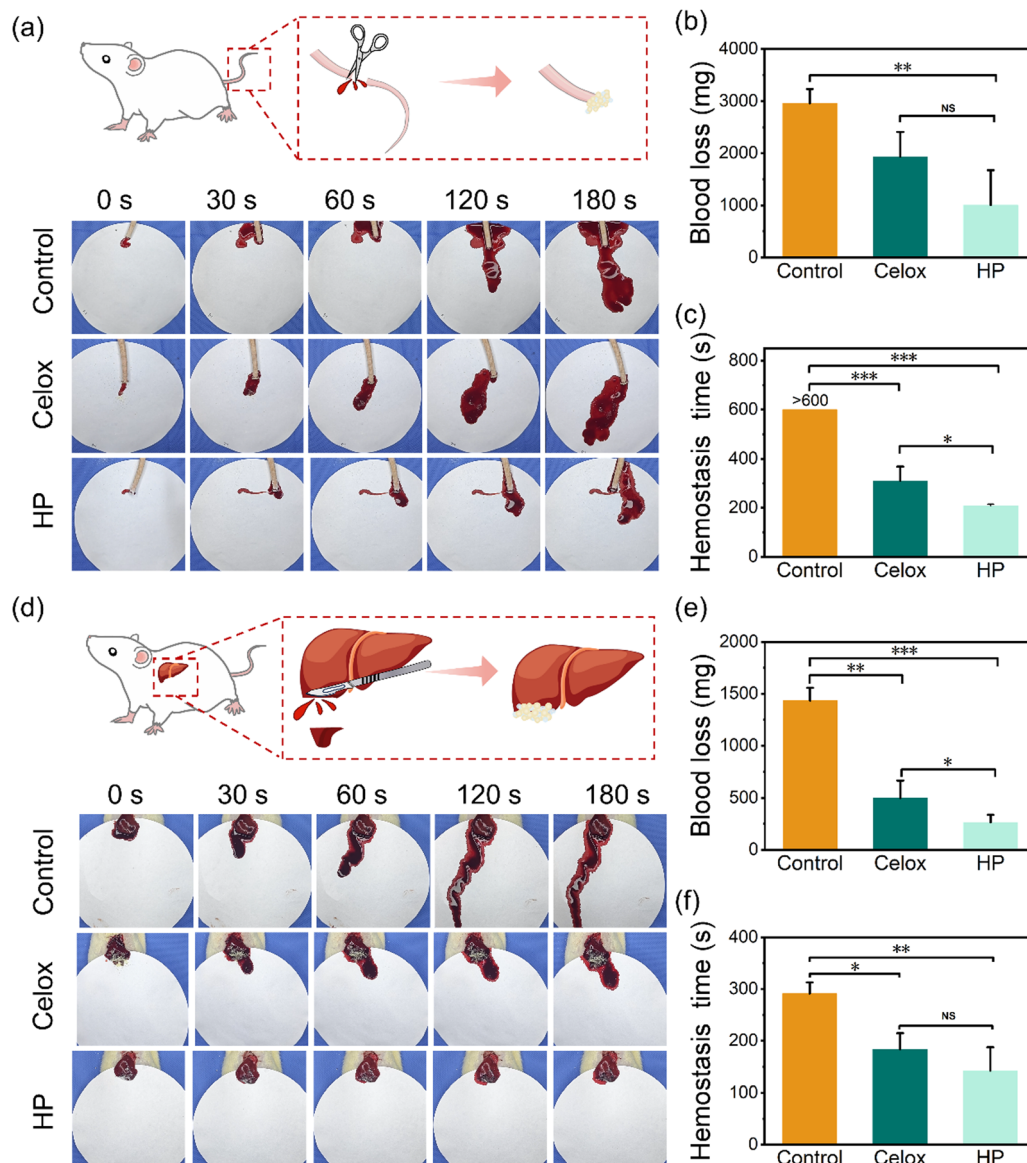 (a)
0 s 30 s 60 s 120 s 180 s
Control
Celox
HP
(b)
Blood loss (mg)
4000
3000
2000
1000
0
**
NS
Control Celox HP
(c)
Hemostasis time (s)
800
600
400
200
0
>600
***
***
*
Control Celox HP
(d)
0 s 30 s 60 s 120 s 180 s
Control
Celox
HP
(e)
Blood loss (mg)
2000
1500
1000
500
0
***
**
*
Control Celox HP
(f)
Hemostasis time (s)
400
300
200
100
0
**
*
NS
Control Celox HP